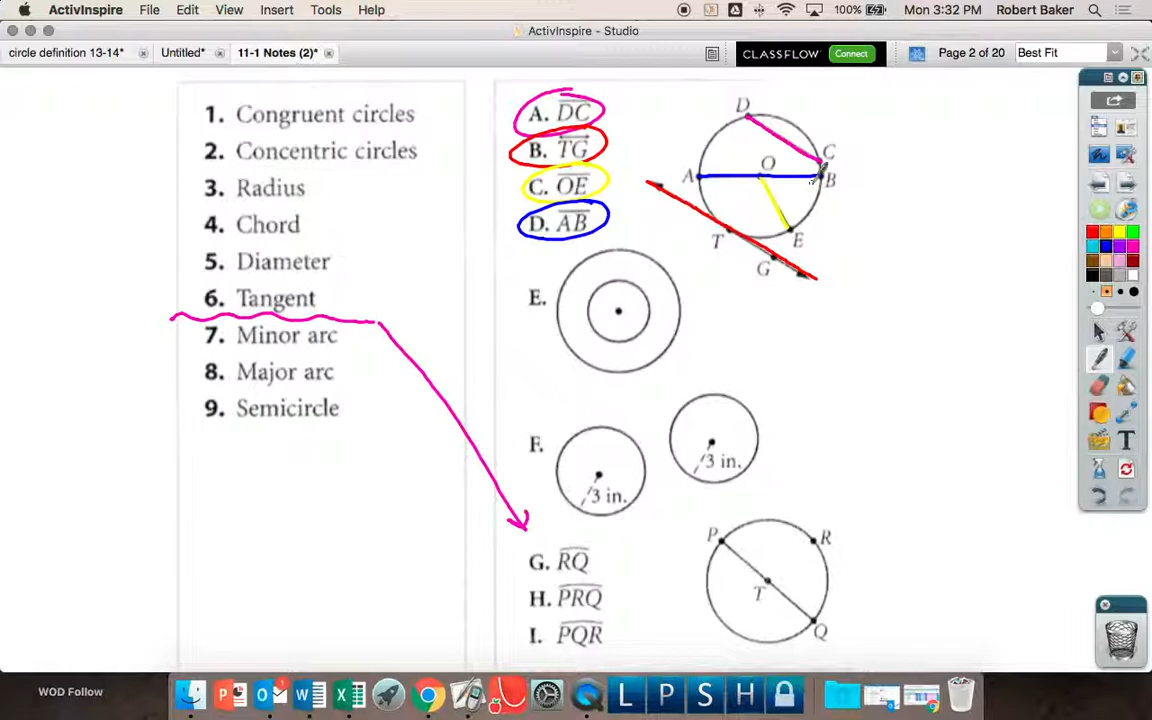 ActivInspire File Edit View Insert Tools Help 100% Mon 3:32 PM Robert Baker
ActivInspire - Studio
circle definition 13-14* Untitled* 11-1 Notes (2)* CLASSFLOW Connect Page 2 of 20 Best Fit
1. Congruent circles
2. Concentric circles
3. Radius
4. Chord
5. Diameter
6. Tangent
7. Minor arc
8. Major arc
9. Semicircle
A. DC
B. TG
C. OE
D. AB
D
C
O
A
B
T
E
G
E.
F.
3 in.
3 in.
G. RQ
H. PRQ
I. PQR
P
R
T
Q
T
WOD Follow
P O W X L P S H